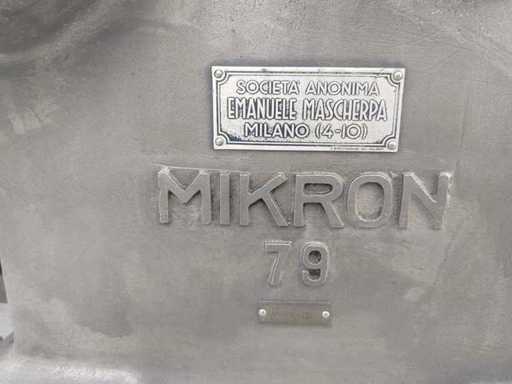 SOCIETA' ANONIMA
EMANUELE MASCHERPA
MILANO (4-10)
MIKRON
79